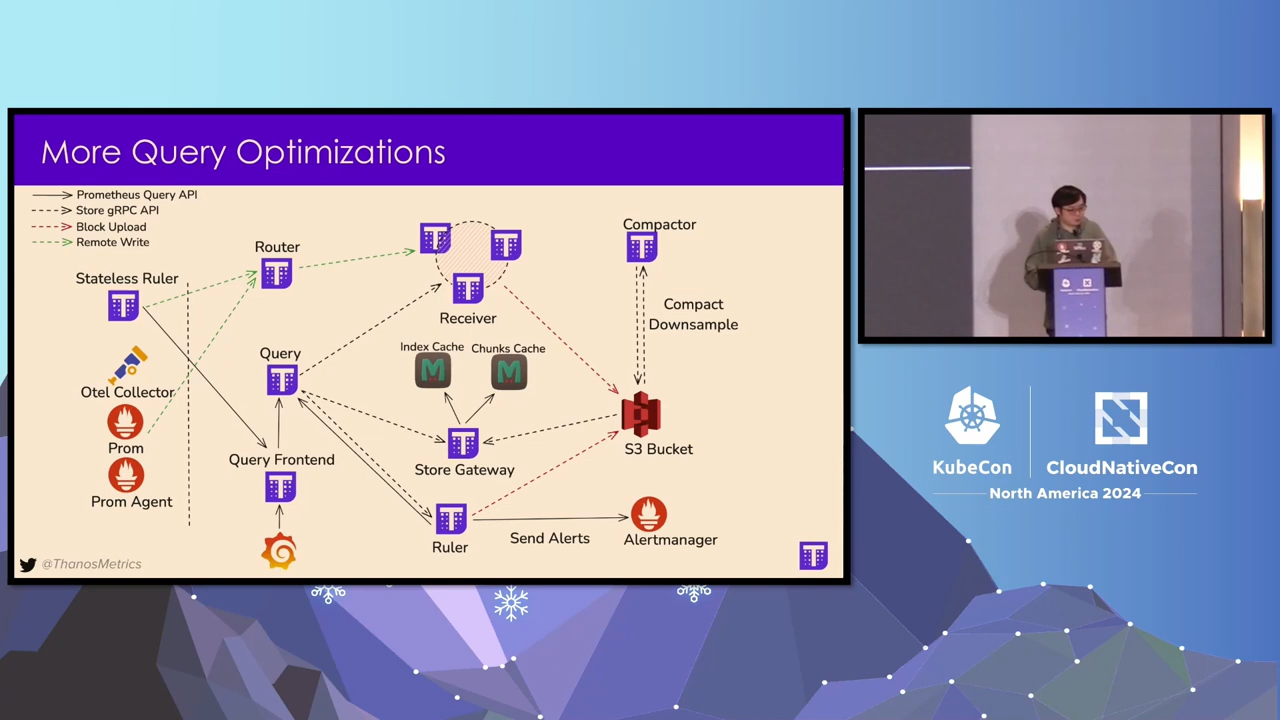 More Query Optimizations
Prometheus Query API
Store gRPC API
Block Upload
Remote Write
Stateless Ruler
Router
Receiver
Compactor
Compact
Downsample
Otel Collector
Query
Index Cache
Chunks Cache
M
M
Prom
Prom Agent
Query Frontend
Store Gateway
S3 Bucket
Ruler
Send Alerts
Alertmanager
@ThanosMetrics
KubeCon
CloudNativeCon
North America 2024